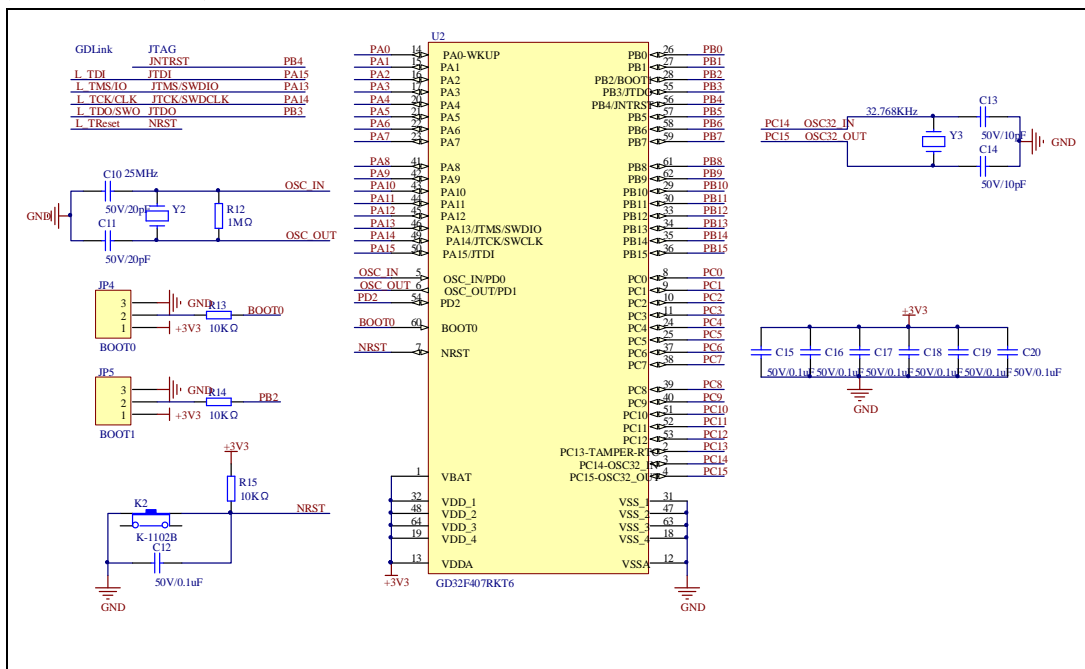 GDLink JTAG
JNTRST PB4
L_TDI JTDI PA15
L_TMS/IO JTMS/SWDIO PA13
L_TCK/CLK JTCK/SWDCLK PA14
L_TDO/SWO JTDO PB3
L_TReset NRST
C10 25MHz OSC_IN
50V/20pF Y2 R12
GND 1MΩ
C11 OSC_OUT
50V/20pF
JP4
3 GND R13
2 BOOT0
1 +3V3 10KΩ
BOOT0
JP5
3 GND R14
2 PB2
1 +3V3 10KΩ
BOOT1
+3V3
R15
10KΩ
K2 NRST
K-1102B
C12
50V/0.1uF
GND
U2
PA0 14 PA0-WKUP
PA1 15 PA1
PA2 16 PA2
PA3 17 PA3
PA4 20 PA4
PA5 21 PA5
PA6 22 PA6
PA7 23 PA7
PA8 41 PA8
PA9 42 PA9
PA10 43 PA10
PA11 44 PA11
PA12 45 PA12
PA13 46 PA13/JTMS/SWDIO
PA14 49 PA14/JTCK/SWCLK
PA15 50 PA15/JTDI
OSC_IN 5 OSC_IN/PD0
OSC_OUT 6 OSC_OUT/PD1
PD2 54 PD2
BOOT0 60 BOOT0
NRST 7 NRST
1 VBAT
32 VDD_1
48 VDD_2
64 VDD_3
19 VDD_4
13 VDDA
+3V3
GD32F407RKT6
PB0 26 PB0
PB1 27 PB1
PB2/BOOT1 28 PB2
PB3/JTDO 55 PB3
PB4/JNTRST 56 PB4
PB5 57 PB5
PB6 58 PB6
PB7 59 PB7
PB8 61 PB8
PB9 62 PB9
PB10 29 PB10
PB11 30 PB11
PB12 33 PB12
PB13 34 PB13
PB14 35 PB14
PB15 36 PB15
PC0 8 PC0
PC1 9 PC1
PC2 10 PC2
PC3 11 PC3
PC4 24 PC4
PC5 25 PC5
PC6 37 PC6
PC7 38 PC7
PC8 39 PC8
PC9 40 PC9
PC10 51 PC10
PC11 52 PC11
PC12 53 PC12
PC13-TAMPER-RTC 2 PC13
PC14-OSC32_IN 3 PC14
PC15-OSC32_OUT 4 PC15
VSS_1 31
VSS_2 47
VSS_3 63
VSS_4 18
VSSA 12
GND
32.768KHz C13
PC14 OSC32_IN 50V/10pF
PC15 OSC32_OUT Y3 GND
C14
50V/10pF
+3V3
C15 C16 C17 C18 C19 C20
50V/0.1uF 50V/0.1uF 50V/0.1uF 50V/0.1uF 50V/0.1uF 50V/0.1uF
GND